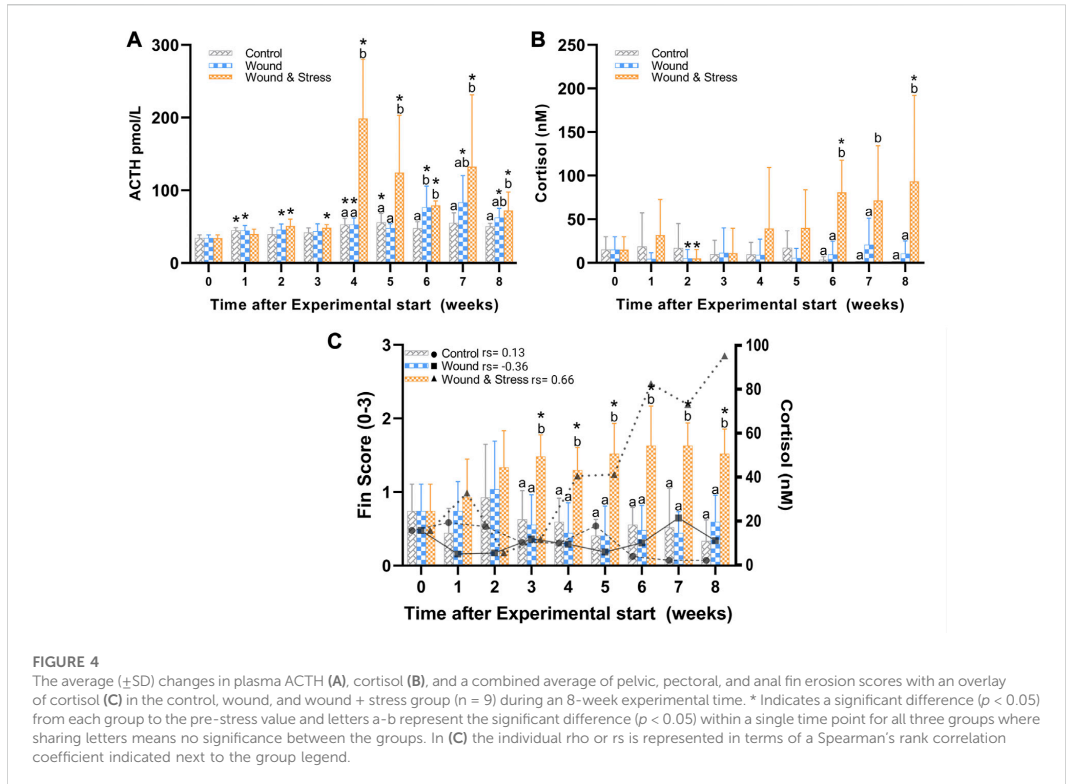 A
Control
Wound
Wound & Stress
ACTH pmol/L
300
200
100
0
* * * * * * * * * * * * * * * * *
a a b a a b a b b a ab b a ab b
0 1 2 3 4 5 6 7 8
Time after Experimental start (weeks)
B
Control
Wound
Wound & Stress
Cortisol (nM)
250
200
150
100
50
0
* * * *
a a b a a b a a b
0 1 2 3 4 5 6 7 8
Time after Experimental start (weeks)
C
Control rs= 0.13
Wound rs= -0.36
Wound & Stress rs= 0.66
Fin Score (0-3)
3
2
1
0
* * * * * *
a a b a a b a a b a a b a a b a a b
Cortisol (nM)
100
80
60
40
20
0
0 1 2 3 4 5 6 7 8
Time after Experimental start (weeks)
FIGURE 4
The average (±SD) changes in plasma ACTH (A), cortisol (B), and a combined average of pelvic, pectoral, and anal fin erosion scores with an overlay
of cortisol (C) in the control, wound, and wound + stress group (n = 9) during an 8-week experimental time. * Indicates a significant difference (p < 0.05)
from each group to the pre-stress value and letters a-b represent the significant difference (p < 0.05) within a single time point for all three groups where
sharing letters means no significance between the groups. In (C) the individual rho or rs is represented in terms of a Spearman's rank correlation
coefficient indicated next to the group legend.